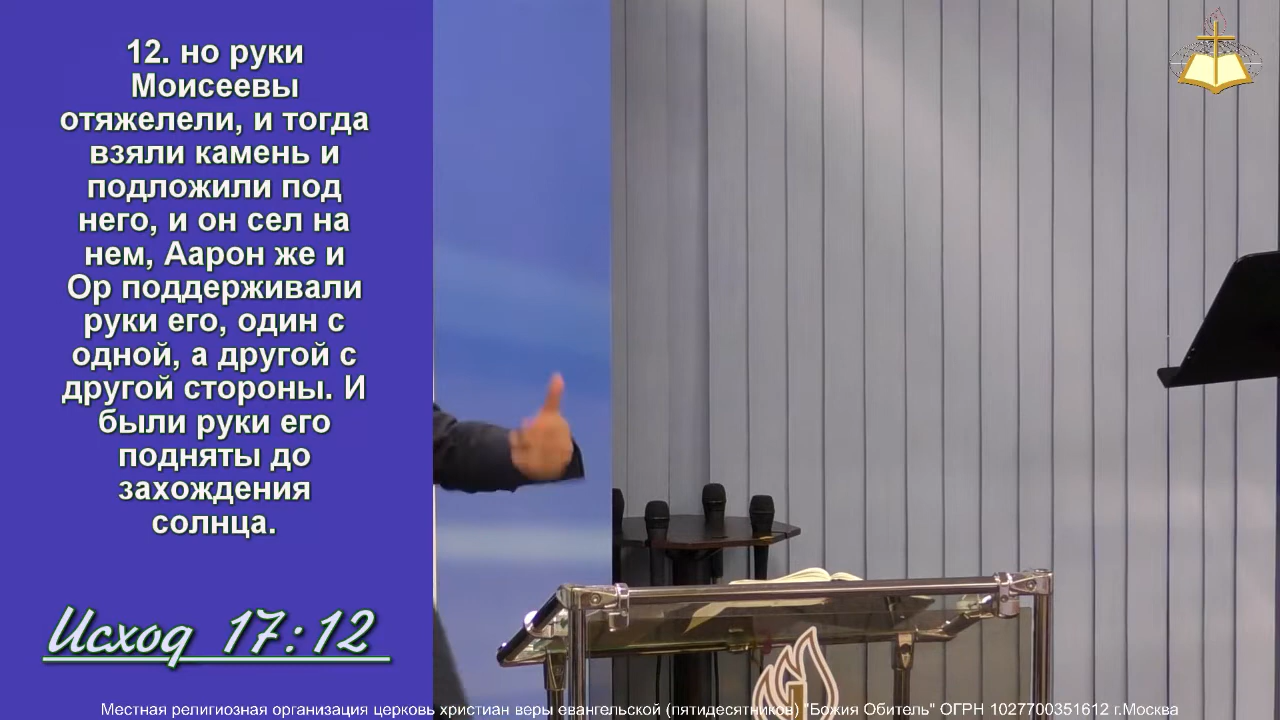 12. но руки
Моисеевы
отяжелели, и тогда
взяли камень и
подложили под
него, и он сел на
нем, Аарон же и
Ор поддерживали
руки его, один с
одной, а другой с
другой стороны. И
были руки его
подняты до
захождения
солнца.
Исход 17:12
Местная религиозная организация церковь христиан веры евангельской (пятидесятников) "Божия Обитель" ОГРН 1027700351612 г.Москва